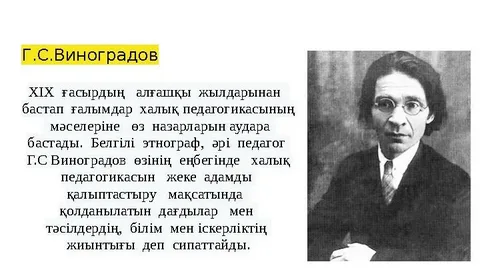 Г.С.Виноградов
XIX ғасырдың алғашқы жылдарынан
бастап ғалымдар халық педагогикасының
мәселеріне өз назарларын аудара
бастады. Белгілі этнограф, әрі педагог
Г.С Виноградов өзінің еңбегінде халық
педагогикасын жеке адамды
қалыптастыру мақсатында
қолданылатын дағдылар мен
тәсілдердің, білім мен іскерліктің
жиынтығы деп сипаттайды.